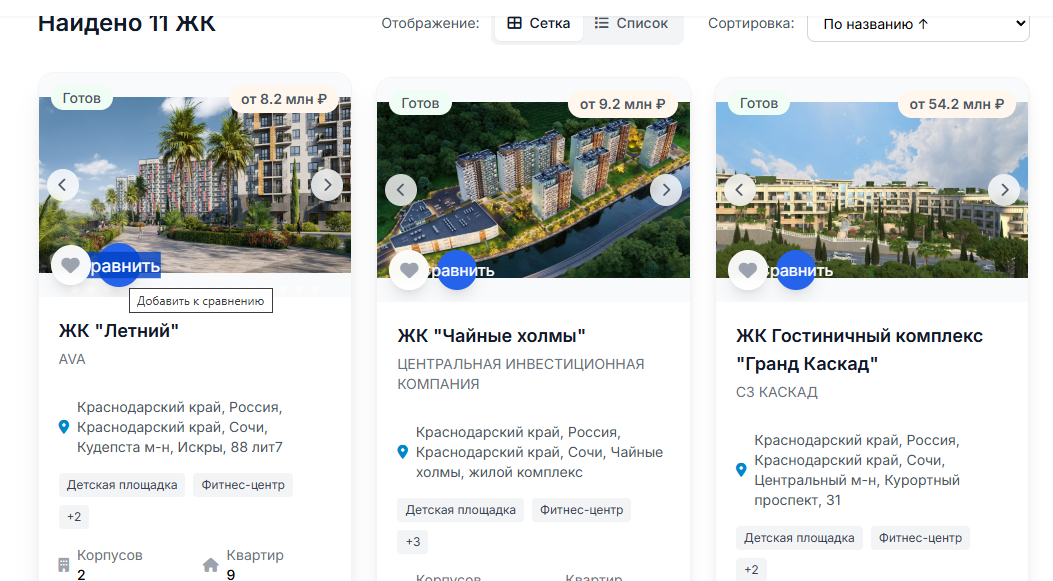 Найдено 11 ЖК
Отображение:
Сетка
Список
Сортировка:
По названию ↑
Готов
от 8.2 млн ₽
равнить
Добавить к сравнению
ЖК "Летний"
AVA
Краснодарский край, Россия,
Краснодарский край, Сочи,
Кудепста м-н, Искры, 88 лит7
Детская площадка
Фитнес-центр
+2
Корпусов
2
Квартир
9
Готов
от 9.2 млн ₽
равнить
ЖК "Чайные холмы"
ЦЕНТРАЛЬНАЯ ИНВЕСТИЦИОННАЯ
КОМПАНИЯ
Краснодарский край, Россия,
Краснодарский край, Сочи, Чайные
холмы, жилой комплекс
Детская площадка
Фитнес-центр
+3
Корпусов
Квартир
Готов
от 54.2 млн ₽
равнить
ЖК Гостиничный комплекс
"Гранд Каскад"
СЗ КАСКАД
Краснодарский край, Россия,
Краснодарский край, Сочи,
Центральный м-н, Курортный
проспект, 31
Детская площадка
Фитнес-центр
+2